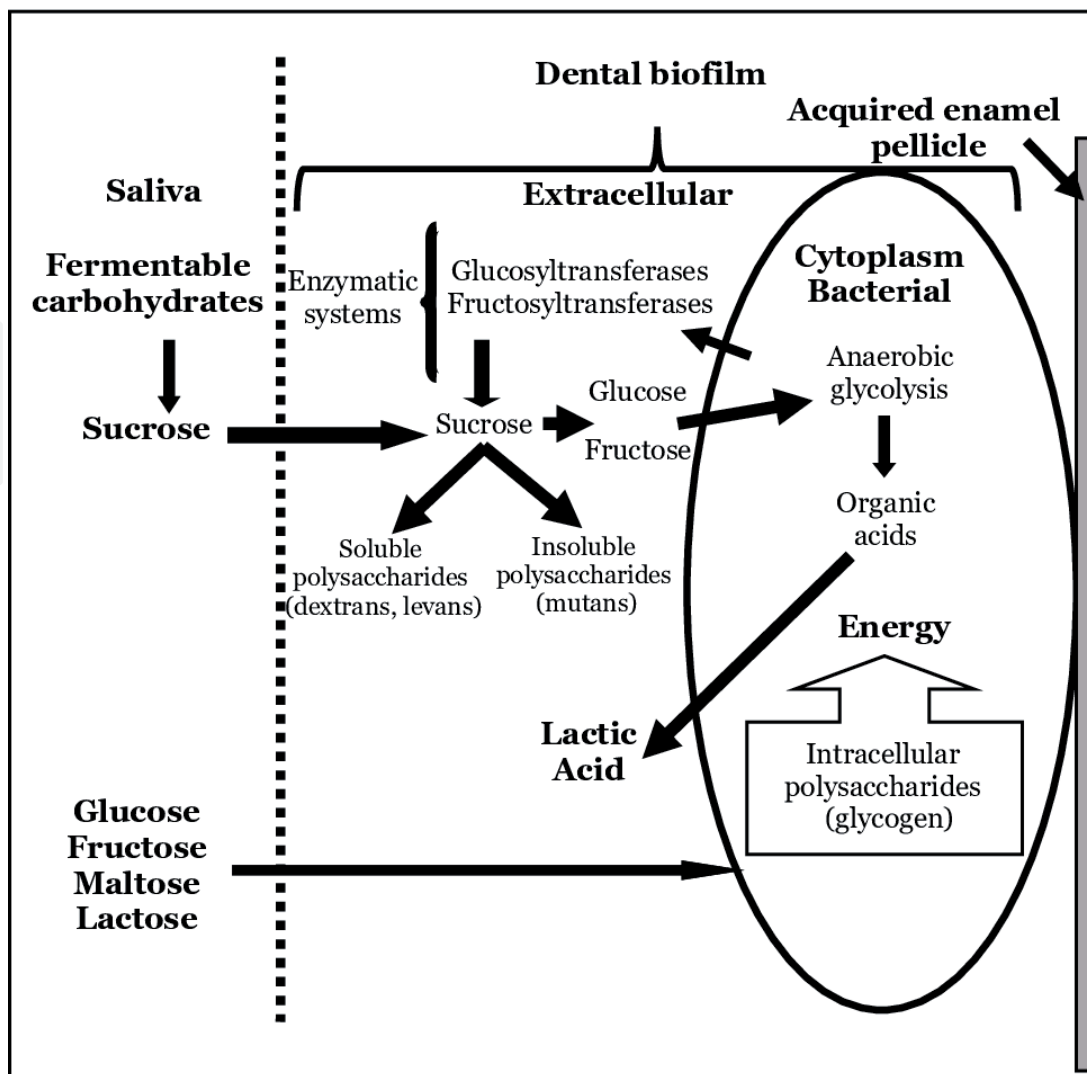 Dental biofilm
Acquired enamel
pellicle
Saliva
Extracellular
Fermentable
carbohydrates
Enzymatic
systems
Glucosyltransferases
Fructosyltransferases
Cytoplasm
Bacterial
Anaerobic
glycolysis
Sucrose
Sucrose
Glucose
Fructose
Organic
acids
Soluble
polysaccharides
(dextrans, levans)
Insoluble
polysaccharides
(mutans)
Energy
Lactic
Acid
Intracellular
polysaccharides
(glycogen)
Glucose
Fructose
Maltose
Lactose